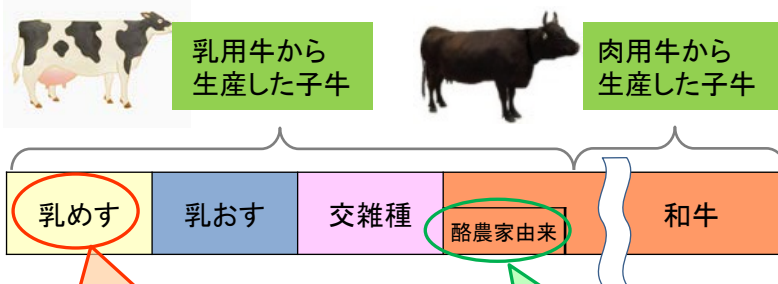 乳用牛から
生産した子牛
肉用牛から
生産した子牛
乳めす
乳おす
交雑種
酪農家由来
和牛